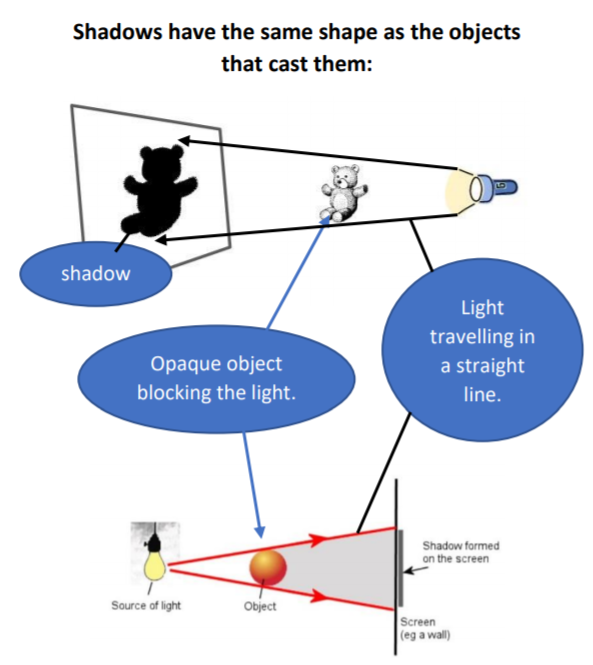 Shadows have the same shape as the objects
that cast them:
shadow
Light
travelling in
a straight
line.
Opaque object
blocking the light.
Shadow formed
on the screen
Source of light
Object
Screen
(eg a wall)